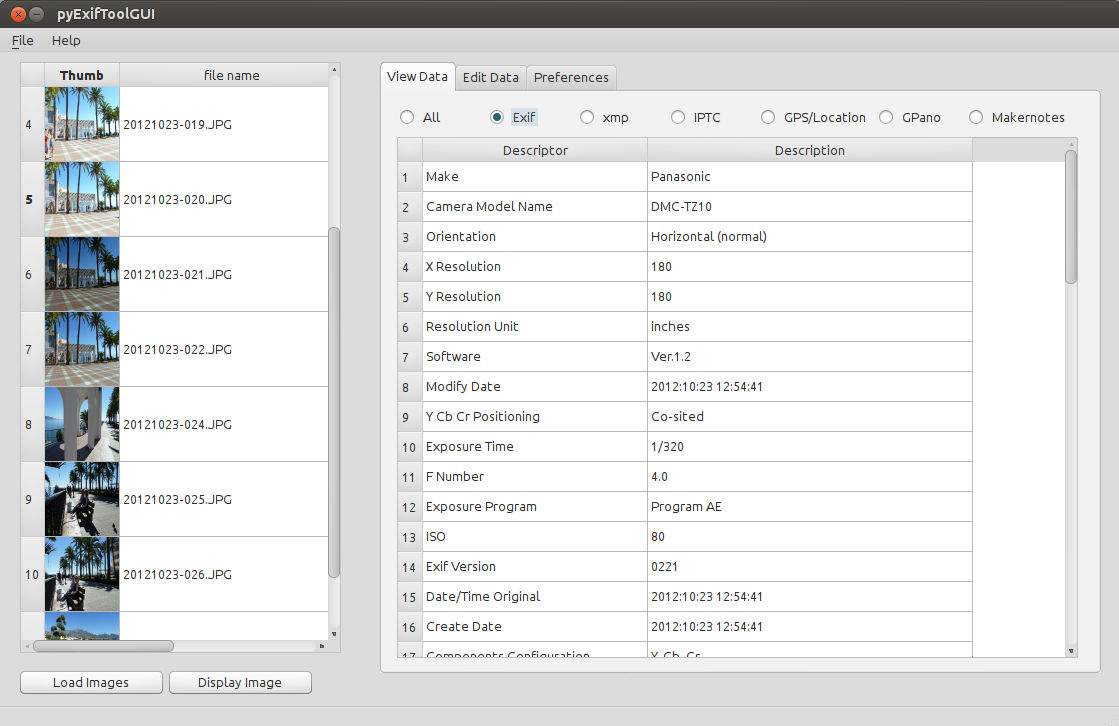 pyExifToolGUI
File Help
Thumb file name
4 20121023-019.JPG
5 20121023-020.JPG
6 20121023-021.JPG
7 20121023-022.JPG
8 20121023-024.JPG
9 20121023-025.JPG
10 20121023-026.JPG
Load Images Display Image
View Data Edit Data Preferences
All Exif xmp IPTC GPS/Location GPano Makernotes
Descriptor Description
1 Make Panasonic
2 Camera Model Name DMC-TZ10
3 Orientation Horizontal (normal)
4 X Resolution 180
5 Y Resolution 180
6 Resolution Unit inches
7 Software Ver.1.2
8 Modify Date 2012:10:23 12:54:41
9 Y Cb Cr Positioning Co-sited
10 Exposure Time 1/320
11 F Number 4.0
12 Exposure Program Program AE
13 ISO 80
14 Exif Version 0221
15 Date/Time Original 2012:10:23 12:54:41
16 Create Date 2012:10:23 12:54:41
17 Components Configuration Y, Cb, Cr,